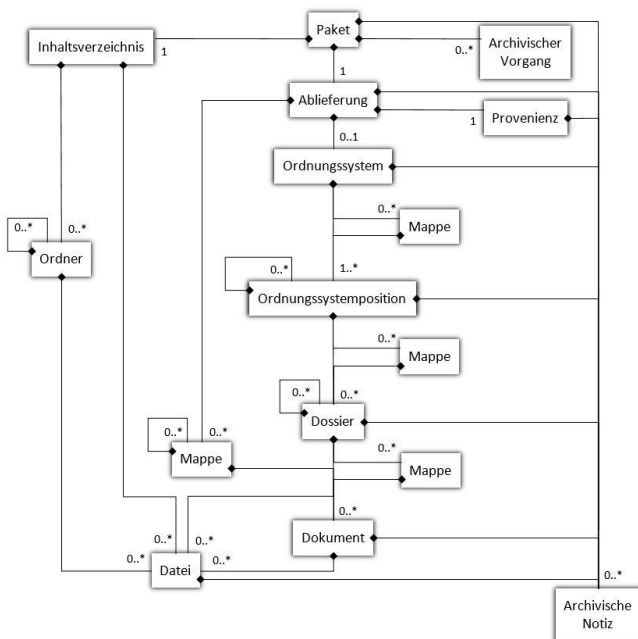 Paket
Inhaltsverzeichnis
1
0..*
Archivischer
Vorgang
1
Ablieferung
1
Provenienz
0..1
Ordnungssystem
0..*
Mappe
0..*
0..*
Ordner
0..*
1..*
Ordnungssystemposition
0..*
Mappe
0..*
0..*
Dossier
0..*
0..*
Mappe
0..*
Mappe
0..*
Dokument
0..*
0..*
0..*
0..*
Datei
0..*
Archivische
Notiz